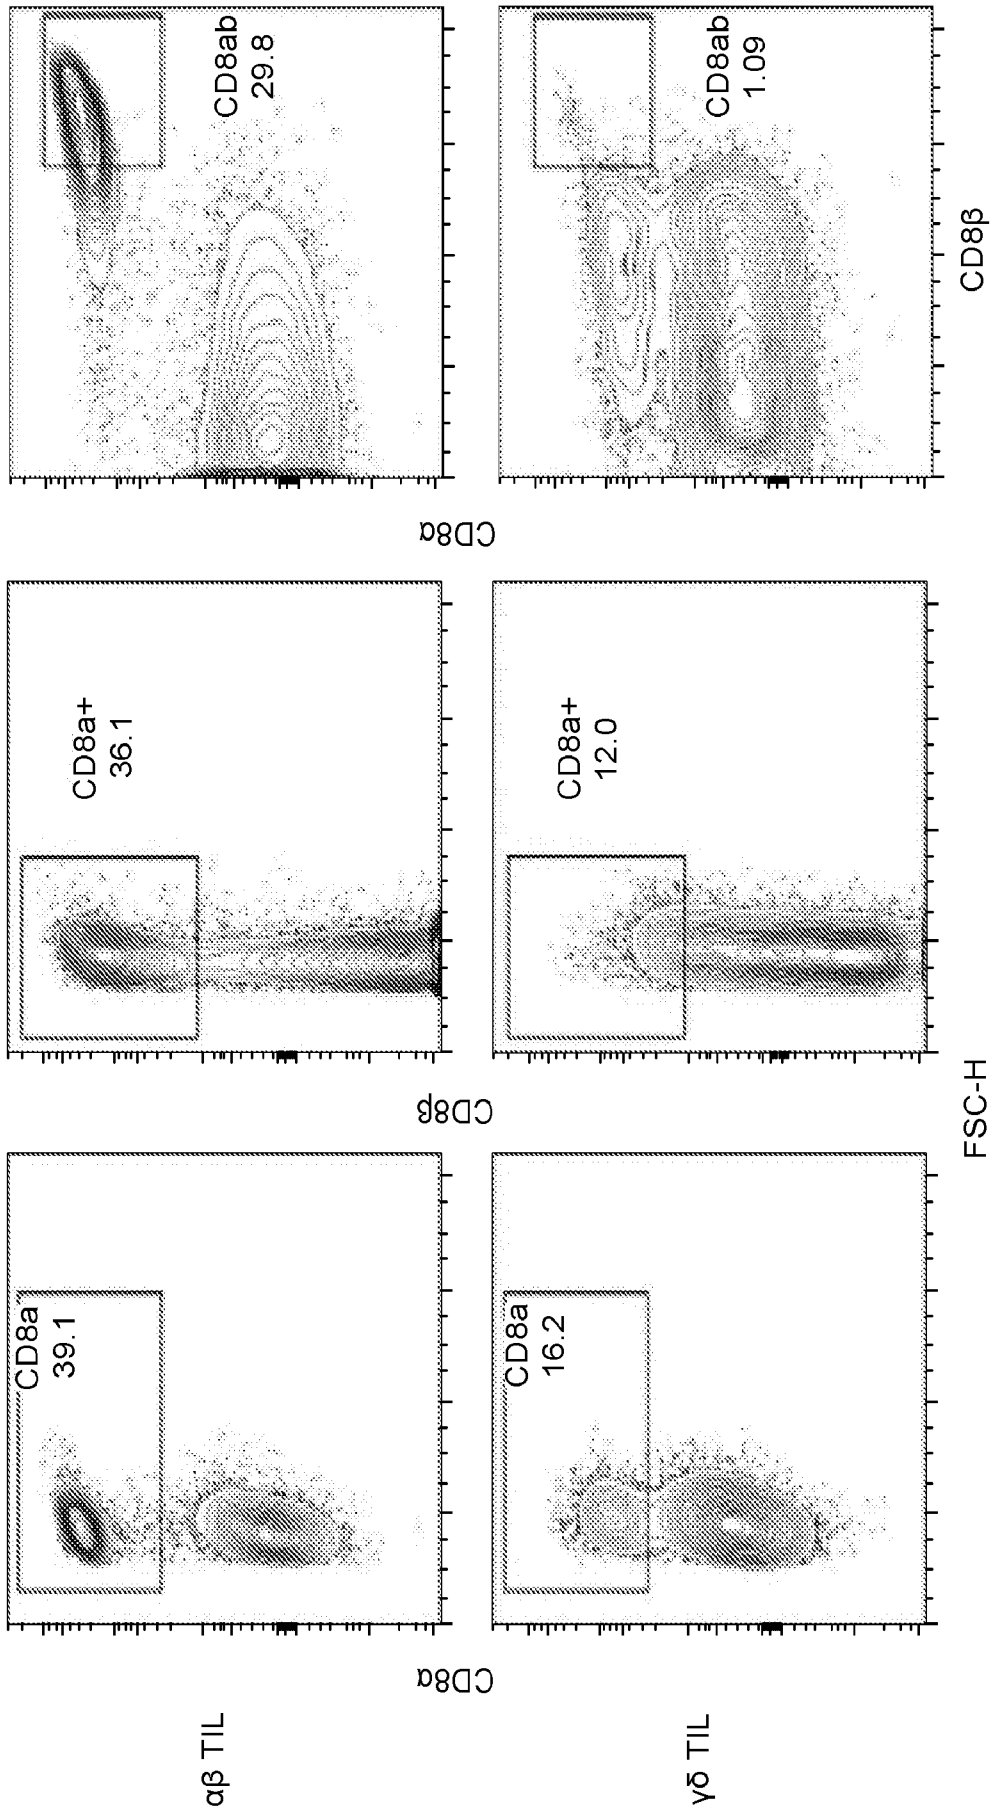 αβ TIL
CD8α
CD8a
39.1
CD8β
CD8a+
36.1
CD8α
CD8ab
29.8
γδ TIL
CD8a
16.2
CD8a+
12.0
CD8ab
1.09
FSC-H
CD8β